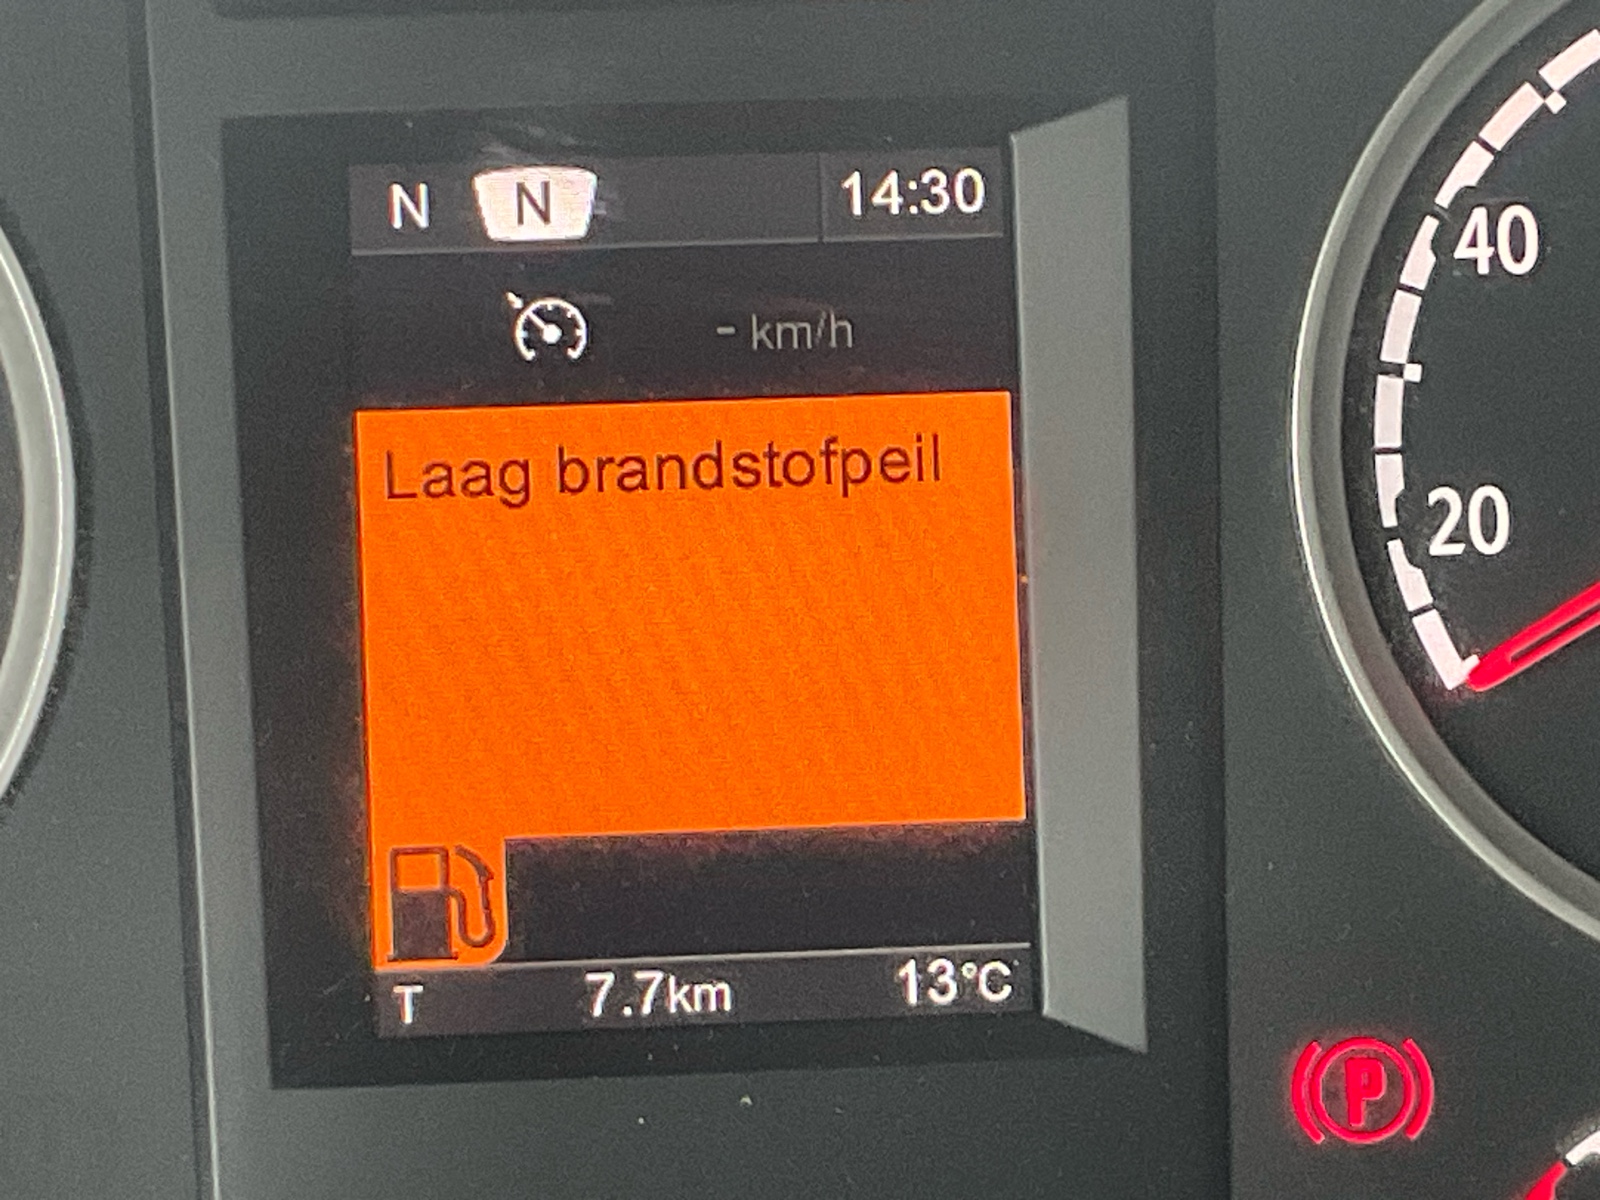 N N 14:30
- km/h
Laag brandstofpeil
T 7.7km 13°C
40
20
P